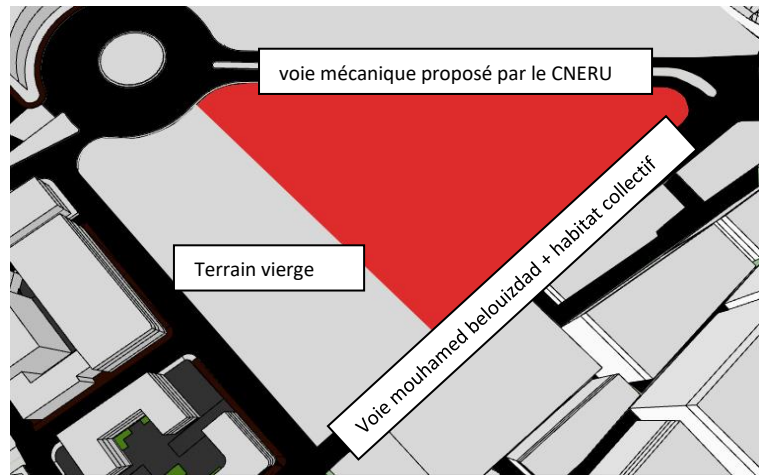 voie mécanique proposé par le CNERU
Terrain vierge
Voie mouhamed belouizdad + habitat collectif